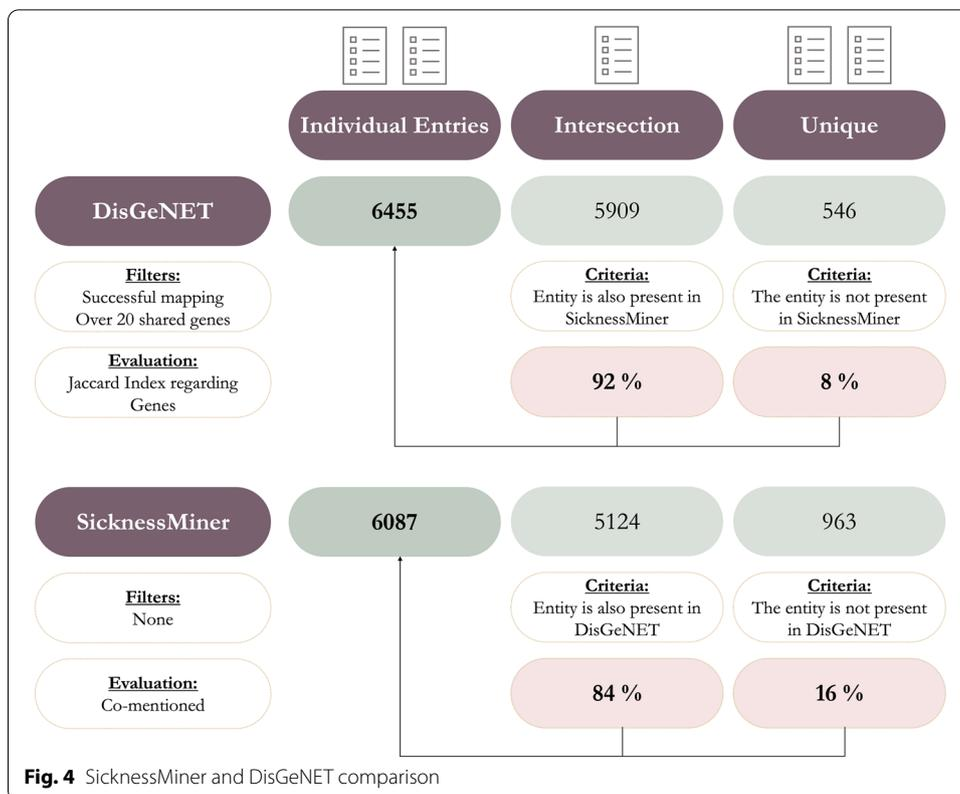 Individual Entries
Intersection
Unique
DisGeNET
6455
5909
546
Filters:
Successful mapping
Over 20 shared genes
Criteria:
Entity is also present in
SicknessMiner
Criteria:
The entity is not present
in SicknessMiner
Evaluation:
Jaccard Index regarding
Genes
92 %
8 %
SicknessMiner
6087
5124
963
Filters:
None
Criteria:
Entity is also present in
DisGeNET
Criteria:
The entity is not present
in DisGeNET
Evaluation:
Co-mentioned
84 %
16 %
Fig. 4 SicknessMiner and DisGeNET comparison